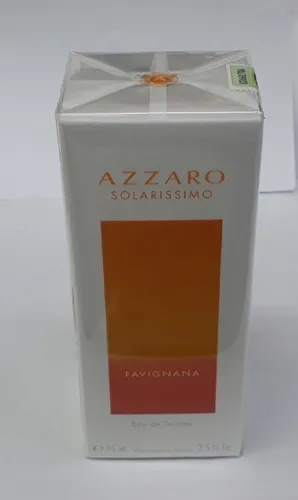 AZZARO
SOLARISSIMO
FAVIGNANA
Eau de Toilette
75 ml
2.5 fl.oz